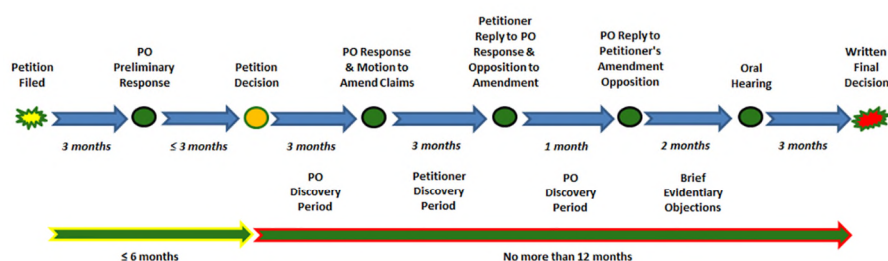 Petition
Filed
PO
Preliminary
Response
Petition
Decision
PO Response
& Motion to
Amend Claims
Petitioner
Reply to PO
Response &
Opposition to
Amendment
PO Reply to
Petitioner's
Amendment
Opposition
Oral
Hearing
Written
Final
Decision
3 months
≤ 3 months
3 months
3 months
1 month
2 months
3 months
PO
Discovery
Period
Petitioner
Discovery
Period
PO
Discovery
Period
Brief
Evidentiary
Objections
≤ 6 months
No more than 12 months